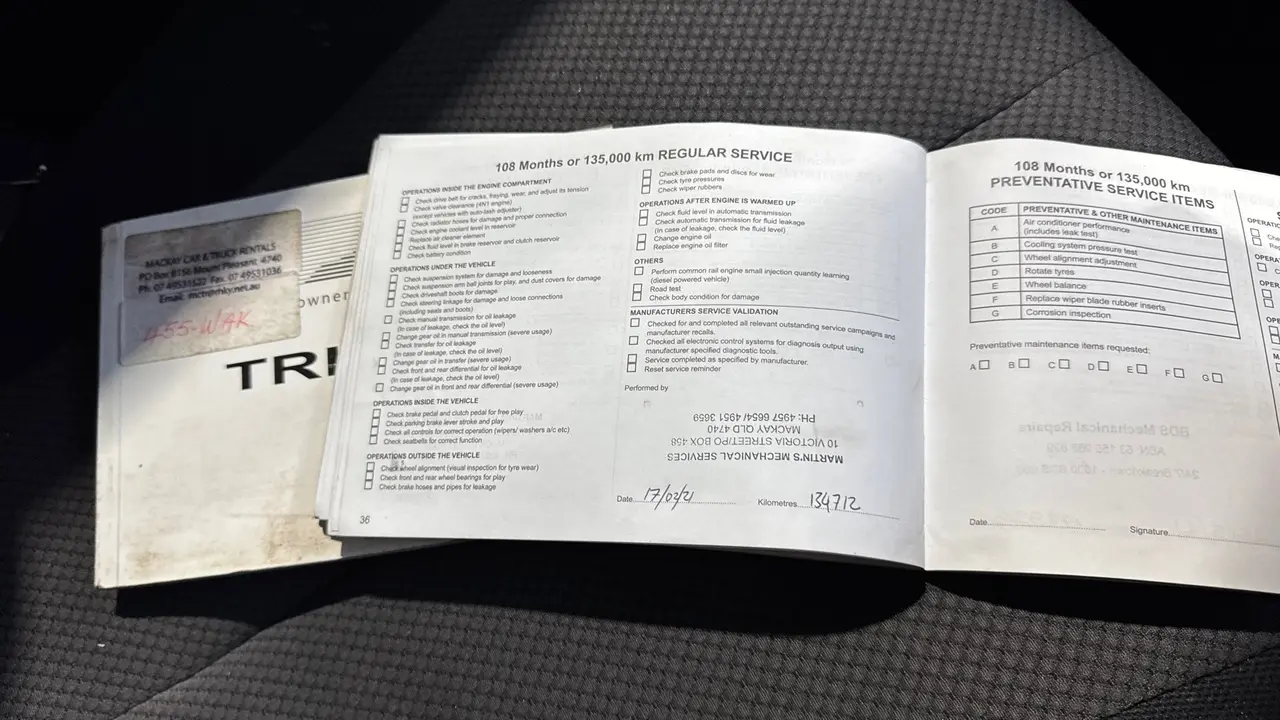 MACKAY CAR & TRUCK RENTALS
PO Box 8156 Mount Pleasant, 4740
Ph: 07 49531522 Fax: 07 49531036
Email: mctr@mky.net.au
455-WAK
owner
TRI
108 Months or 135,000 km REGULAR SERVICE
OPERATIONS INSIDE THE ENGINE COMPARTMENT
Check drive belt for cracks, fraying, wear, and adjust its tension
Check valve clearance (4N1 engine)
(except vehicles with auto-lash adjuster)
Check radiator hoses for damage and proper connection
Check engine coolant level in reservoir
Replace air cleaner element
Check fluid level in brake reservoir and clutch reservoir
Check battery condition
OPERATIONS UNDER THE VEHICLE
Check suspension system for damage and looseness
Check suspension arm ball joints for play, and dust covers for damage
Check driveshaft boots for damage
Check steering linkage for damage and loose connections
(including seals and boots)
Check manual transmission for oil leakage
(In case of leakage, check the oil level)
Change gear oil in manual transmission (severe usage)
Check transfer for oil leakage
(In case of leakage, check the oil level)
Change gear oil in transfer (severe usage)
Check front and rear differential for oil leakage
(In case of leakage, check the oil level)
Change gear oil in front and rear differential (severe usage)
OPERATIONS INSIDE THE VEHICLE
Check brake pedal and clutch pedal for free play
Check parking brake lever stroke and play
Check all controls for correct operation (wipers/ washers a/c etc)
Check seatbelts for correct function
OPERATIONS OUTSIDE THE VEHICLE
Check wheel alignment (visual inspection for tyre wear)
Check front and rear wheel bearings for play
Check brake hoses and pipes for leakage
36
Check brake pads and discs for wear
Check tyre pressures
Check wiper rubbers
OPERATIONS AFTER ENGINE IS WARMED UP
Check fluid level in automatic transmission
Check automatic transmission for fluid leakage
(In case of leakage, check the fluid level)
Change engine oil
Replace engine oil filter
OTHERS
Perform common rail engine small injection quantity learning
(diesel powered vehicle)
Road test
Check body condition for damage
MANUFACTURERS SERVICE VALIDATION
Checked for and completed all relevant outstanding service campaigns and
manufacturer recalls.
Checked all electronic control systems for diagnosis output using
manufacturer specified diagnostic tools.
Service completed as specified by manufacturer.
Reset service reminder
Performed by
MARTIN'S MECHANICAL SERVICES
10 VICTORIA STREET/PO BOX 458
MACKAY QLD 4740
PH: 4957 6654/ 4951 3659
Date 17/02/21 Kilometres 134712
108 Months or 135,000 km
PREVENTATIVE SERVICE ITEMS
CODE PREVENTATIVE & OTHER MAINTENANCE ITEMS
A Air conditioner performance
(includes leak test)
B Cooling system pressure test
C Wheel alignment adjustment
D Rotate tyres
E Wheel balance
F Replace wiper blade rubber inserts
G Corrosion inspection
Preventative maintenance items requested:
A B C D E F G
Date Signature